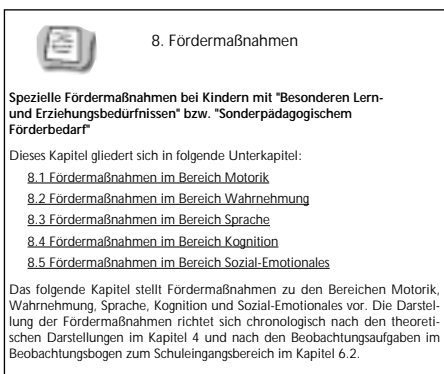 8. Fördermaßnahmen
Spezielle Fördermaßnahmen bei Kindern mit "Besonderen Lern-
und Erziehungsbedürfnissen" bzw. "Sonderpädagogischem
Förderbedarf"
Dieses Kapitel gliedert sich in folgende Unterkapitel:
8.1 Fördermaßnahmen im Bereich Motorik
8.2 Fördermaßnahmen im Bereich Wahrnehmung
8.3 Fördermaßnahmen im Bereich Sprache
8.4 Fördermaßnahmen im Bereich Kognition
8.5 Fördermaßnahmen im Bereich Sozial-Emotionales
Das folgende Kapitel stellt Fördermaßnahmen zu den Bereichen Motorik,
Wahrnehmung, Sprache, Kognition und Sozial-Emotionales vor. Die Darstel-
lung der Fördermaßnahmen richtet sich chronologisch nach den theoreti-
schen Darstellungen im Kapitel 4 und nach den Beobachtungsaufgaben im
Beobachtungsbogen zum Schuleingangsbereich im Kapitel 6.2.